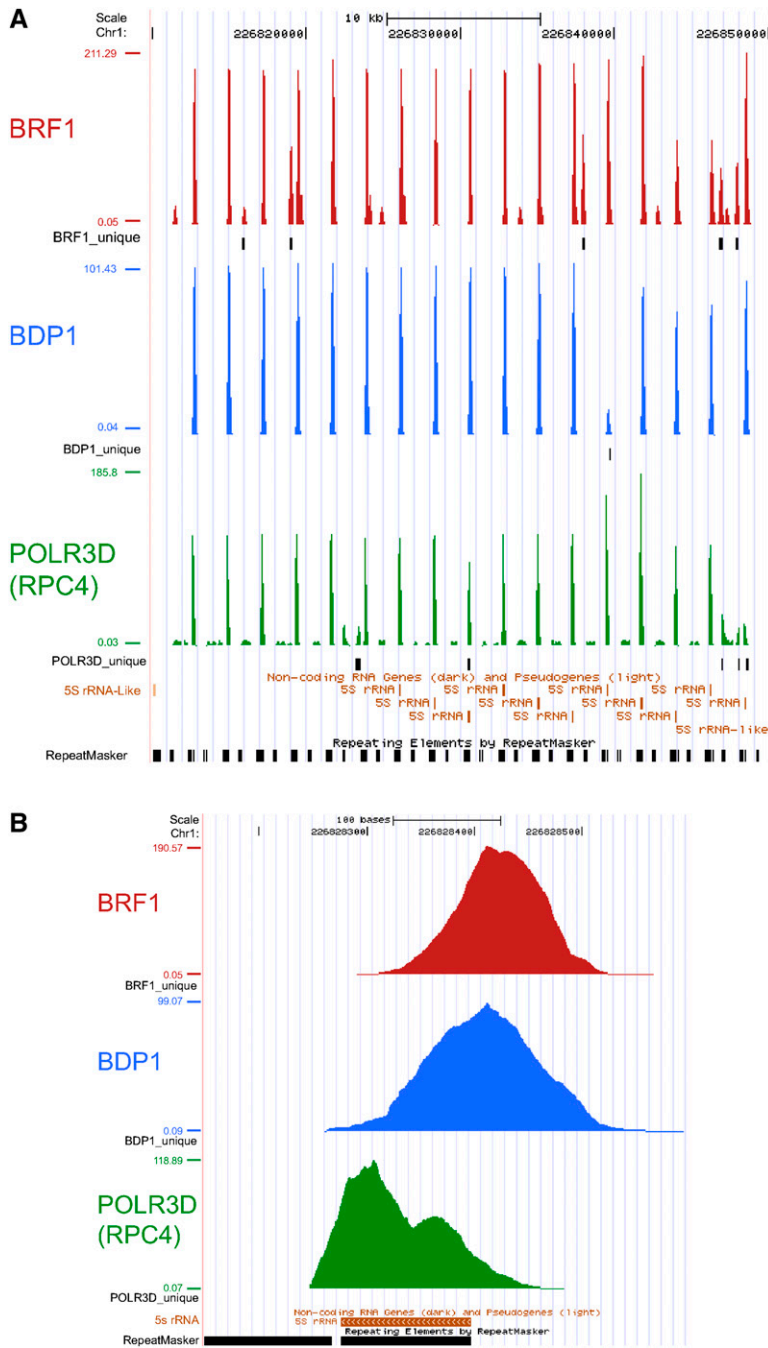 A
Scale
10 kb
Chr1:
226820000
226830000
226840000
226850000
211.29
BRF1
0.05
BRF1_unique
101.43
BDP1
0.04
BDP1_unique
185.8
POLR3D
(RPC4)
0.03
POLR3D_unique
Non-coding RNA Genes (dark) and Pseudogenes (light)
5S rRNA-Like
5S rRNA 5S rRNA 5S rRNA 5S rRNA
5S rRNA 5S rRNA 5S rRNA 5S rRNA
5S rRNA 5S rRNA 5S rRNA
5S rRNA-like
Repeating Elements by RepeatMasker
RepeatMasker
B
Scale
100 bases
Chr1:
226828300
226828400
226828500
190.57
BRF1
0.05
BRF1_unique
99.07
BDP1
0.09
BDP1_unique
118.89
POLR3D
(RPC4)
0.07
POLR3D_unique
Non-coding RNA Genes (dark) and Pseudogenes (light)
5s rRNA
5S rRNA
Repeating Elements by RepeatMasker
RepeatMasker